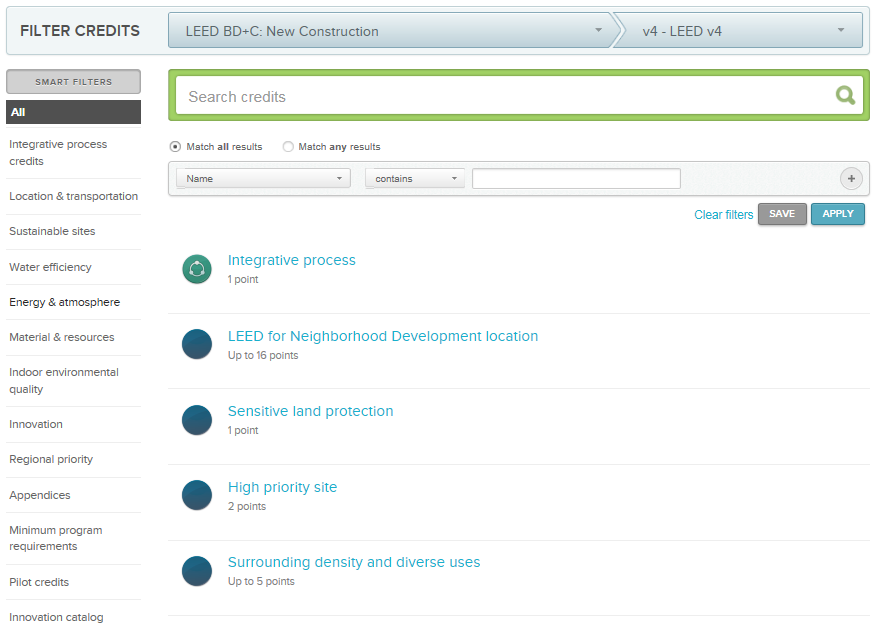 FILTER CREDITS
LEED BD+C: New Construction
v4 - LEED v4
SMART FILTERS
All
Integrative process
credits
Location & transportation
Sustainable sites
Water efficiency
Energy & atmosphere
Material & resources
Indoor environmental
quality
Innovation
Regional priority
Appendices
Minimum program
requirements
Pilot credits
Innovation catalog
Search credits
Match all results
Match any results
Name
contains
+
Clear filters
SAVE
APPLY
Integrative process
1 point
LEED for Neighborhood Development location
Up to 16 points
Sensitive land protection
1 point
High priority site
2 points
Surrounding density and diverse uses
Up to 5 points